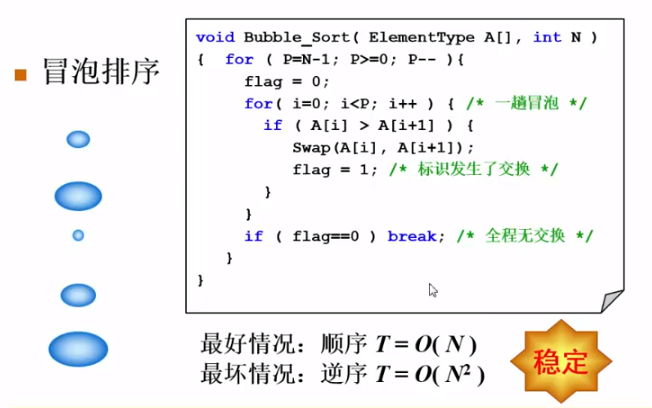 冒泡排序
void Bubble_Sort( ElementType A[], int N )
{ for ( P=N-1; P>=0; P-- ){
flag = 0;
for( i=0; i<P; i++ ) { /* 一趟冒泡 */
if ( A[i] > A[i+1] ) {
Swap(A[i], A[i+1]);
flag = 1; /* 标识发生了交换 */
}
}
if ( flag==0 ) break; /* 全程无交换 */
}
}
最好情况：顺序 T = O( N )
最坏情况：逆序 T = O( N² )
稳定